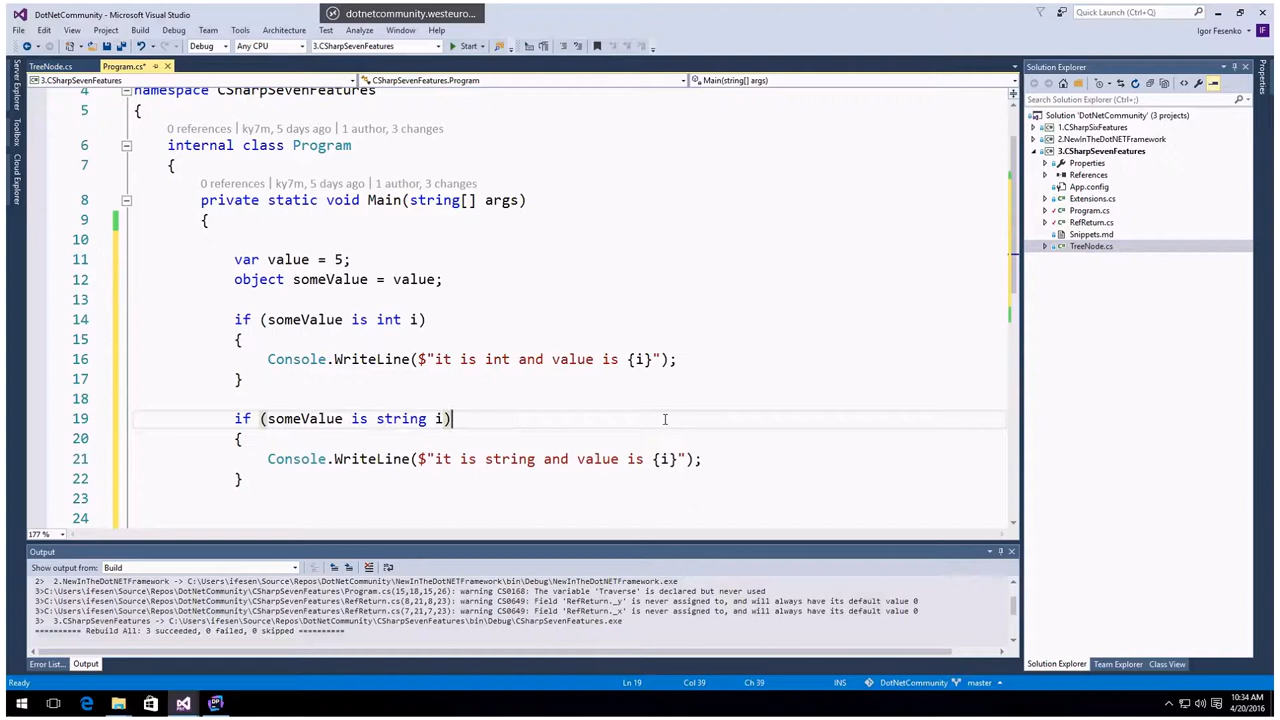 DotNetCommunity - Microsoft Visual Studio
dotnetcommunity.westeuro...
Quick Launch (Ctrl+Q)
File Edit View Project Build Debug Team Tools Architecture Test Analyze Window Help
Igor Fesenko
IF
Debug Any CPU 3.CSharpSevenFeatures Start
TreeNode.cs Program.cs*
3.CSharpSevenFeatures CSharpSevenFeatures.Program Main(string[] args)
Server Explorer
Toolbox
Cloud Explorer
4 namespace CSharpSevenFeatures
5 {
0 references | ky7m, 5 days ago | 1 author, 3 changes
6 internal class Program
7 {
0 references | ky7m, 5 days ago | 1 author, 3 changes
8 private static void Main(string[] args)
9 {
10
11 var value = 5;
12 object someValue = value;
13
14 if (someValue is int i)
15 {
16 Console.WriteLine($"it is int and value is {i}");
17 }
18
19 if (someValue is string i)
20 {
21 Console.WriteLine($"it is string and value is {i}");
22 }
23
24
177 %
Output
Show output from: Build
2> 2.NewInTheDotNETFramework -> C:\Users\ifesen\Source\Repos\DotNetCommunity\NewInTheDotNETFramework\bin\Debug\NewInTheDotNETFramework.exe
3>C:\Users\ifesen\Source\Repos\DotNetCommunity\CSharpSevenFeatures\Program.cs(15,18,15,26): warning CS0168: The variable 'Traverse' is declared but never used
3>C:\Users\ifesen\Source\Repos\DotNetCommunity\CSharpSevenFeatures\RefReturn.cs(8,21,8,23): warning CS0649: Field 'RefReturn._y' is never assigned to, and will always have its default value 0
3>C:\Users\ifesen\Source\Repos\DotNetCommunity\CSharpSevenFeatures\RefReturn.cs(7,21,7,23): warning CS0649: Field 'RefReturn._x' is never assigned to, and will always have its default value 0
3> 3.CSharpSevenFeatures -> C:\Users\ifesen\Source\Repos\DotNetCommunity\CSharpSevenFeatures\bin\Debug\CSharpSevenFeatures.exe
========== Rebuild All: 3 succeeded, 0 failed, 0 skipped ==========
Error List... Output
Solution Explorer
Search Solution Explorer (Ctrl+;)
Solution 'DotNetCommunity' (3 projects)
1.CSharpSixFeatures
2.NewInTheDotNETFramework
3.CSharpSevenFeatures
Properties
References
App.config
Extensions.cs
Program.cs
RefReturn.cs
Snippets.md
TreeNode.cs
Solution Explorer Team Explorer Class View
Properties
Ready Ln 19 Col 39 Ch 39 INS DotNetCommunity master
10:34 AM
4/20/2016